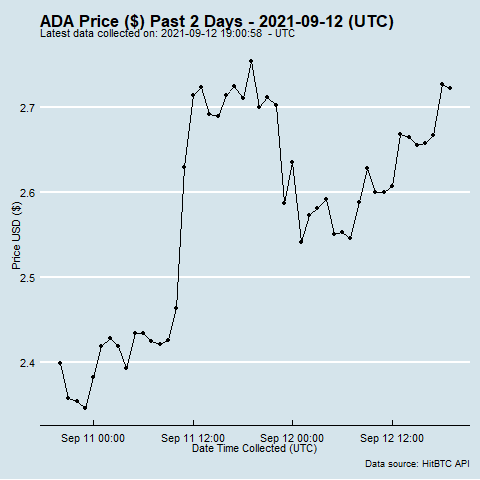 ADA Price ($) Past 2 Days - 2021-09-12 (UTC)
Latest data collected on: 2021-09-12 19:00:58 - UTC
2.7
2.6
2.5
2.4
Price USD ($)
Sep 11 00:00 Sep 11 12:00 Sep 12 00:00 Sep 12 12:00
Date Time Collected (UTC)
Data source: HitBTC API